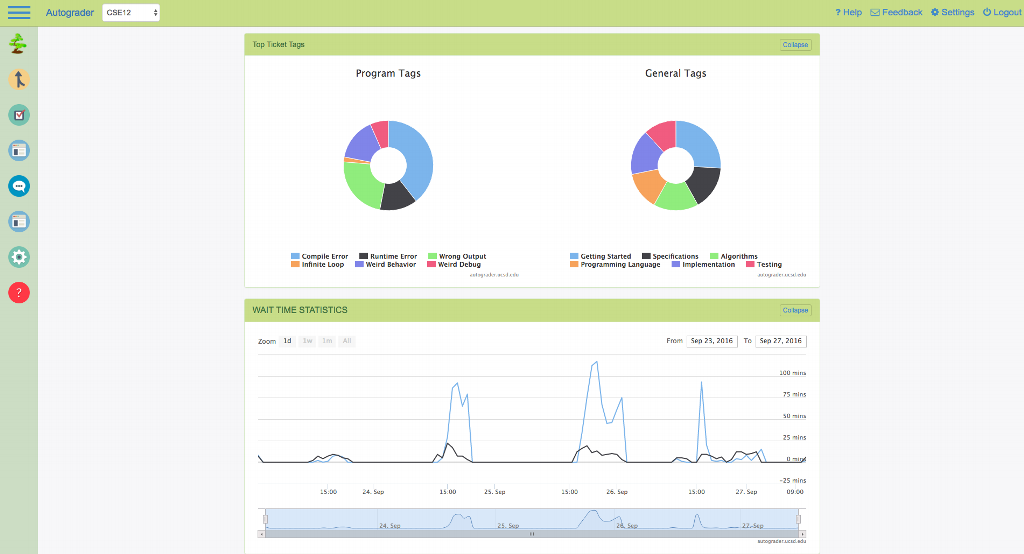 Autograder CSE12 ? Help Feedback Settings Logout
Top Ticket Tags Collapse
Program Tags General Tags
Compile Error Runtime Error Wrong Output
Infinite Loop Weird Behavior Weird Debug
autograder.ucsd.edu
Getting Started Specifications Algorithms
Programming Language Implementation Testing
autograder.ucsd.edu
?
WAIT TIME STATISTICS Collapse
Zoom 1d 1w 1m All From Sep 23, 2016 To Sep 27, 2016
100 mins
75 mins
50 mins
25 mins
0 mins
-25 mins
15:00 24. Sep 15:00 25. Sep 15:00 26. Sep 15:00 27. Sep 09:00
24. Sep 25. Sep 26. Sep 27. Sep
autograder.ucsd.edu